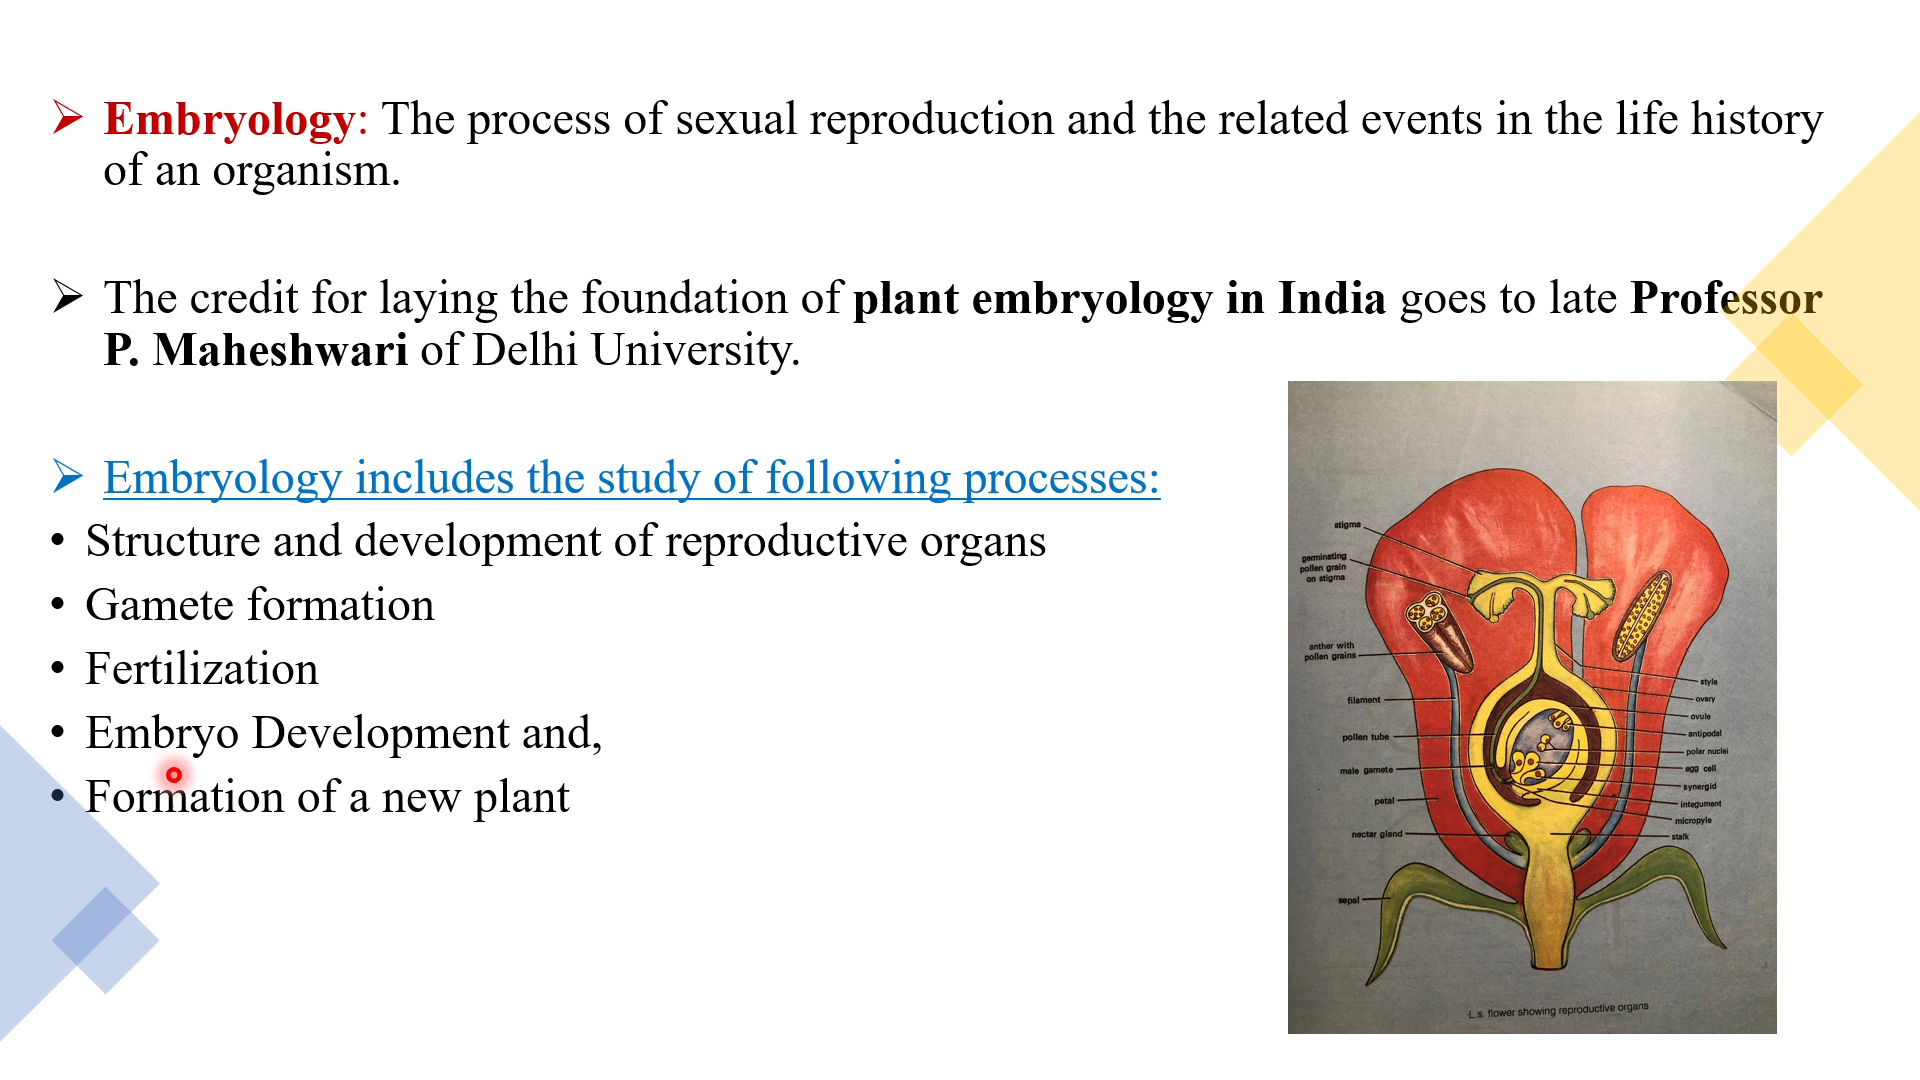 ➢ Embryology: The process of sexual reproduction and the related events in the life history
of an organism.
➢ The credit for laying the foundation of plant embryology in India goes to late Professor
P. Maheshwari of Delhi University.
➢ Embryology includes the study of following processes:
• Structure and development of reproductive organs
• Gamete formation
• Fertilization
• Embryo Development and,
• Formation of a new plant
stigma
germinating
pollen grain
on stigma
anther with
pollen grains
filament
pollen tube
male gamete
petal
nectar gland
sepal
style
ovary
ovule
antipodal
polar nuclei
egg cell
synergid
integument
micropyle
stalk
L.s. flower showing reproductive organs